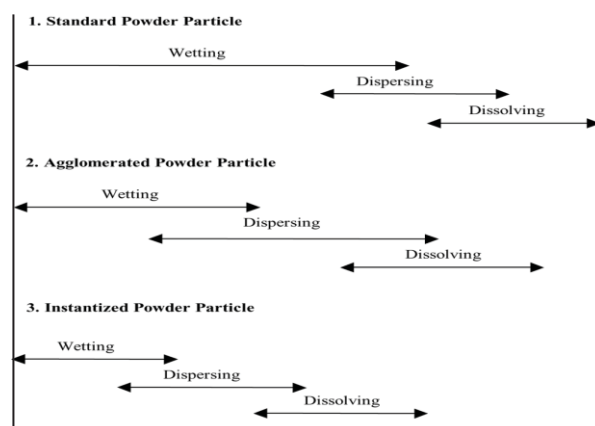 1. Standard Powder Particle
Wetting
Dispersing
Dissolving
2. Agglomerated Powder Particle
Wetting
Dispersing
Dissolving
3. Instantized Powder Particle
Wetting
Dispersing
Dissolving